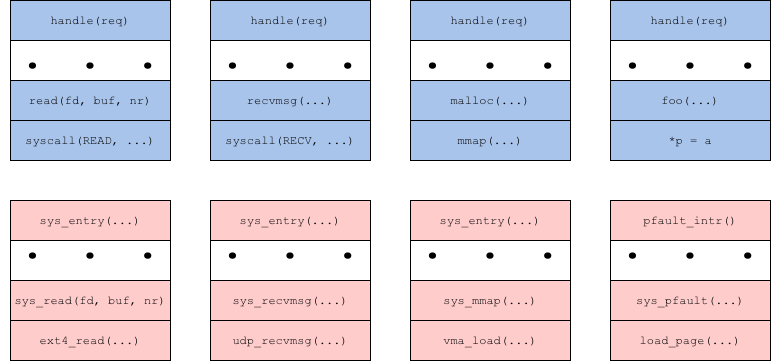 handle(req)
handle(req)
handle(req)
handle(req)
read(fd, buf, nr)
recvmsg(...)
malloc(...)
foo(...)
syscall(READ, ...)
syscall(RECV, ...)
mmap(...)
*p = a
sys_entry(...)
sys_entry(...)
sys_entry(...)
pfault_intr()
sys_read(fd, buf, nr)
sys_recvmsg(...)
sys_mmap(...)
sys_pfault(...)
ext4_read(...)
udp_recvmsg(...)
vma_load(...)
load_page(...)